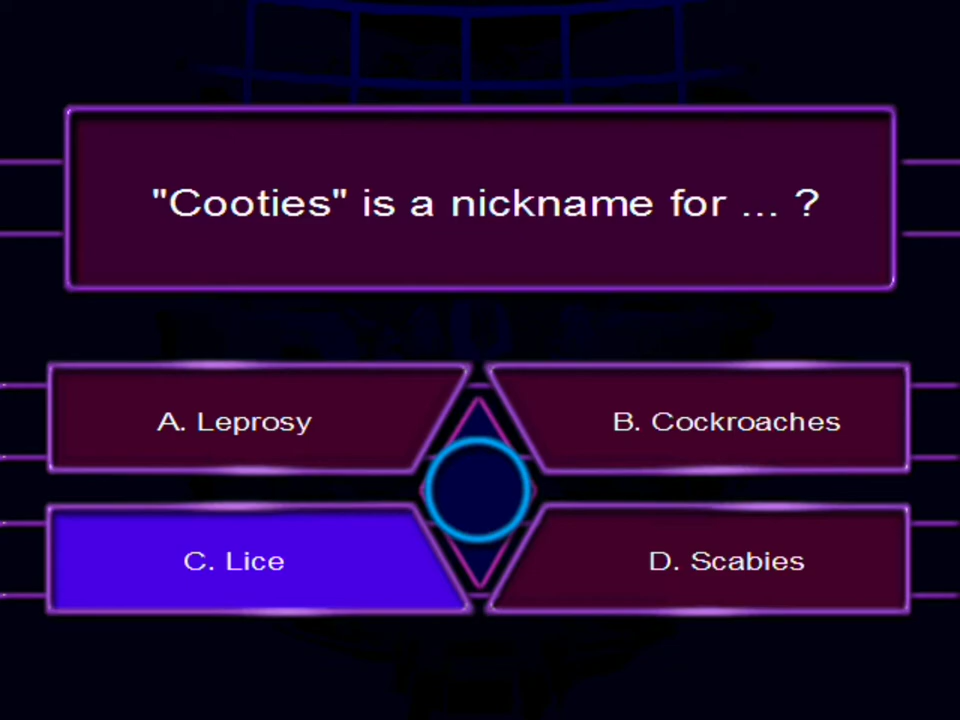 "Cooties" is a nickname for ... ?
A. Leprosy
B. Cockroaches
C. Lice
D. Scabies